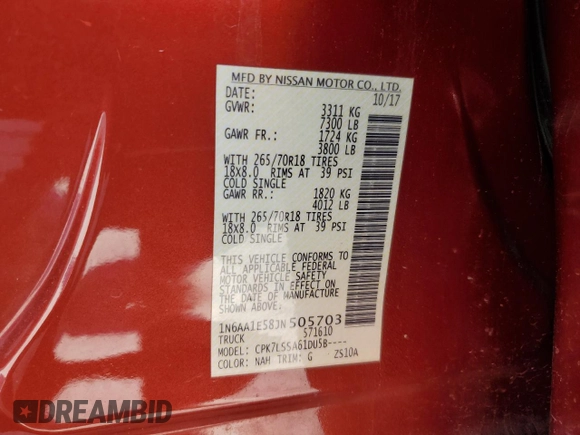 MFD BY NISSAN MOTOR CO., LTD.
DATE: 10/17
GVWR: 3311 KG
7300 LB
GAWR FR.: 1724 KG
3800 LB
WITH 265/70R18 TIRES
18X8.0 RIMS AT 39 PSI
COLD SINGLE
GAWR RR.: 1820 KG
4012 LB
WITH 265/70R18 TIRES
18X8.0 RIMS AT 39 PSI
COLD SINGLE
THIS VEHICLE CONFORMS TO
ALL APPLICABLE FEDERAL
MOTOR VEHICLE SAFETY
STANDARDS IN EFFECT ON
THE DATE OF MANUFACTURE
SHOWN ABOVE.
1N6AA1E58JN505703
TRUCK 571610
MODEL: CPK7LSSA61DUSB----
COLOR: NAH TRIM: G ZS10A
DREAMBID